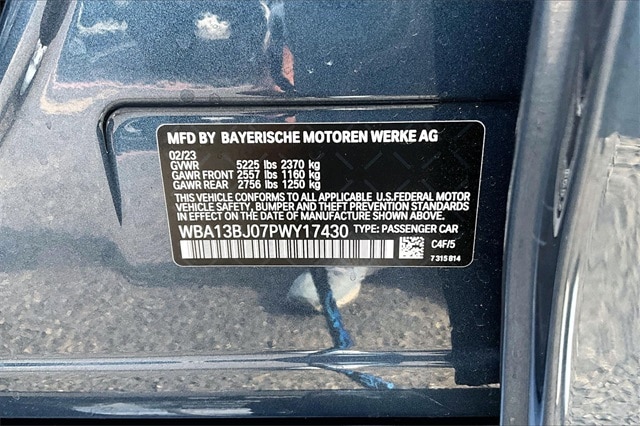 MFD BY BAYERISCHE MOTOREN WERKE AG
02/23
GVWR 5225 lbs 2370 kg
GAWR FRONT 2557 lbs 1160 kg
GAWR REAR 2756 lbs 1250 kg
THIS VEHICLE CONFORMS TO ALL APPLICABLE U.S.FEDERAL MOTOR
VEHICLE SAFETY, BUMPER AND THEFT PREVENTION STANDARDS
IN EFFECT ON THE DATE OF MANUFACTURE SHOWN ABOVE.
WBA13BJ07PWY17430 TYPE: PASSENGER CAR
C4F/5
7 315 814